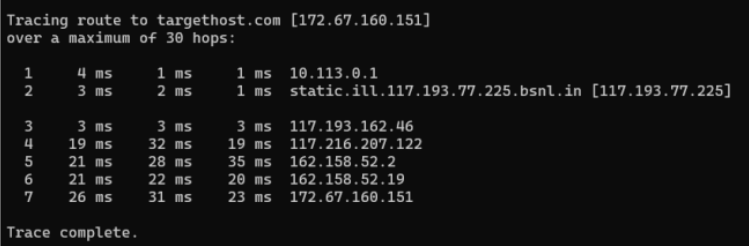 Tracing route to targethost.com [172.67.160.151]
over a maximum of 30 hops:
1 4 ms 1 ms 1 ms 10.113.0.1
2 3 ms 2 ms 1 ms static.ill.117.193.77.225.bsnl.in [117.193.77.225]
3 3 ms 3 ms 3 ms 117.193.162.46
4 19 ms 32 ms 19 ms 117.216.207.122
5 21 ms 28 ms 35 ms 162.158.52.2
6 21 ms 22 ms 20 ms 162.158.52.19
7 26 ms 31 ms 23 ms 172.67.160.151
Trace complete.